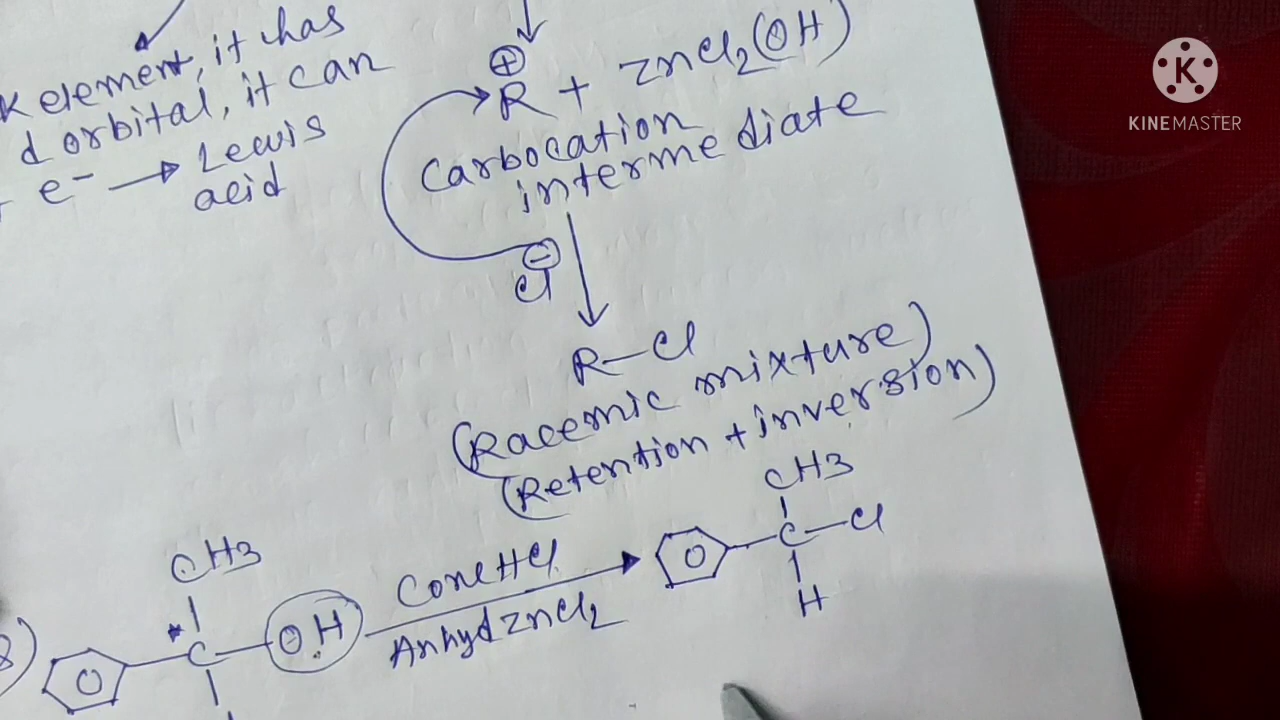 element, it has
d orbital, it can
e⁻ → Lewis
acid
⊕
R + ZnCl₂(OH)
Carbocation
intermediate
⊖
Cl
R—Cl
(Racemic mixture)
(Retention + inversion)
CH3
C—OH
*
Conc HCl
Anhyd ZnCl₂
CH3
C—Cl
H
K
KINEMASTER